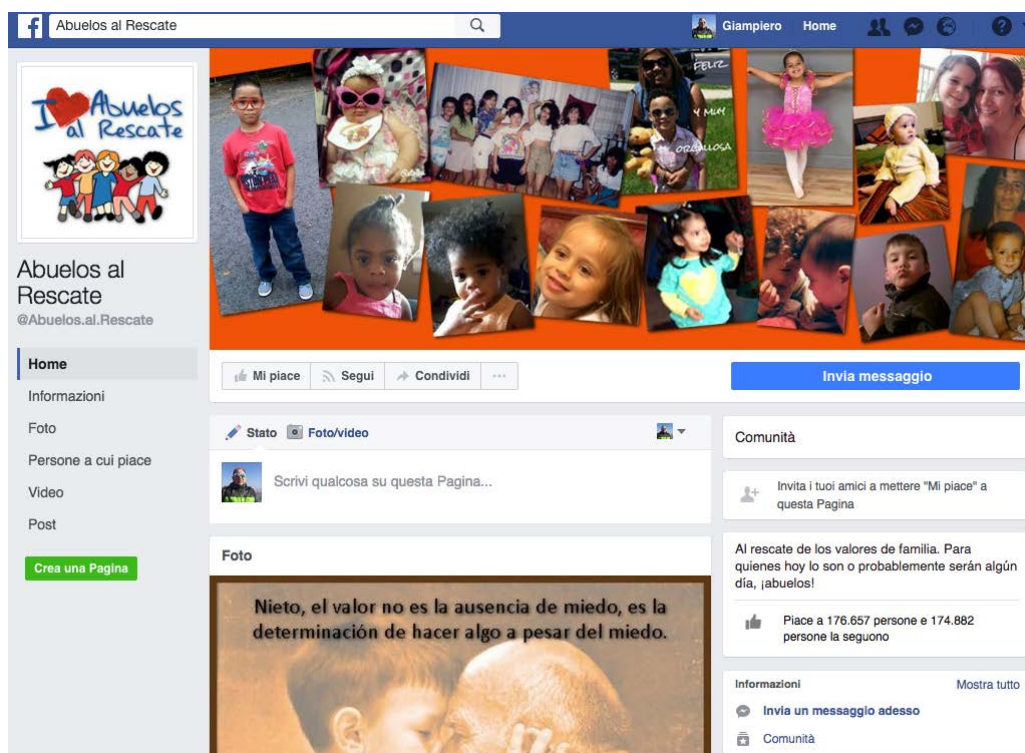 Abuelos al Rescate
Giampiero
Home
I Abuelos
al Rescate
FELIZ
Y MUY
ORGULLOSA
Abuelos al
Rescate
@Abuelos.al.Rescate
Home
Informazioni
Foto
Persone a cui piace
Video
Post
Crea una Pagina
Mi piace
Segui
Condividi
Invia messaggio
Stato
Foto/video
Scrivi qualcosa su questa Pagina...
Foto
Nieto, el valor no es la ausencia de miedo, es la
determinación de hacer algo a pesar del miedo.
Comunità
Invita i tuoi amici a mettere "Mi piace" a
questa Pagina
Al rescate de los valores de familia. Para
quienes hoy lo son o probablemente serán algún
día, ¡abuelos!
Piace a 176.657 persone e 174.882
persone la seguono
Informazioni
Mostra tutto
Invia un messaggio adesso
Comunità